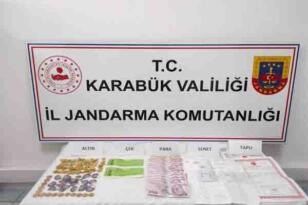 T.C.
KARABÜK VALİLİĞİ
İL JANDARMA KOMUTANLIĞI
ALTIN ÇEK PARA SENET TAPU